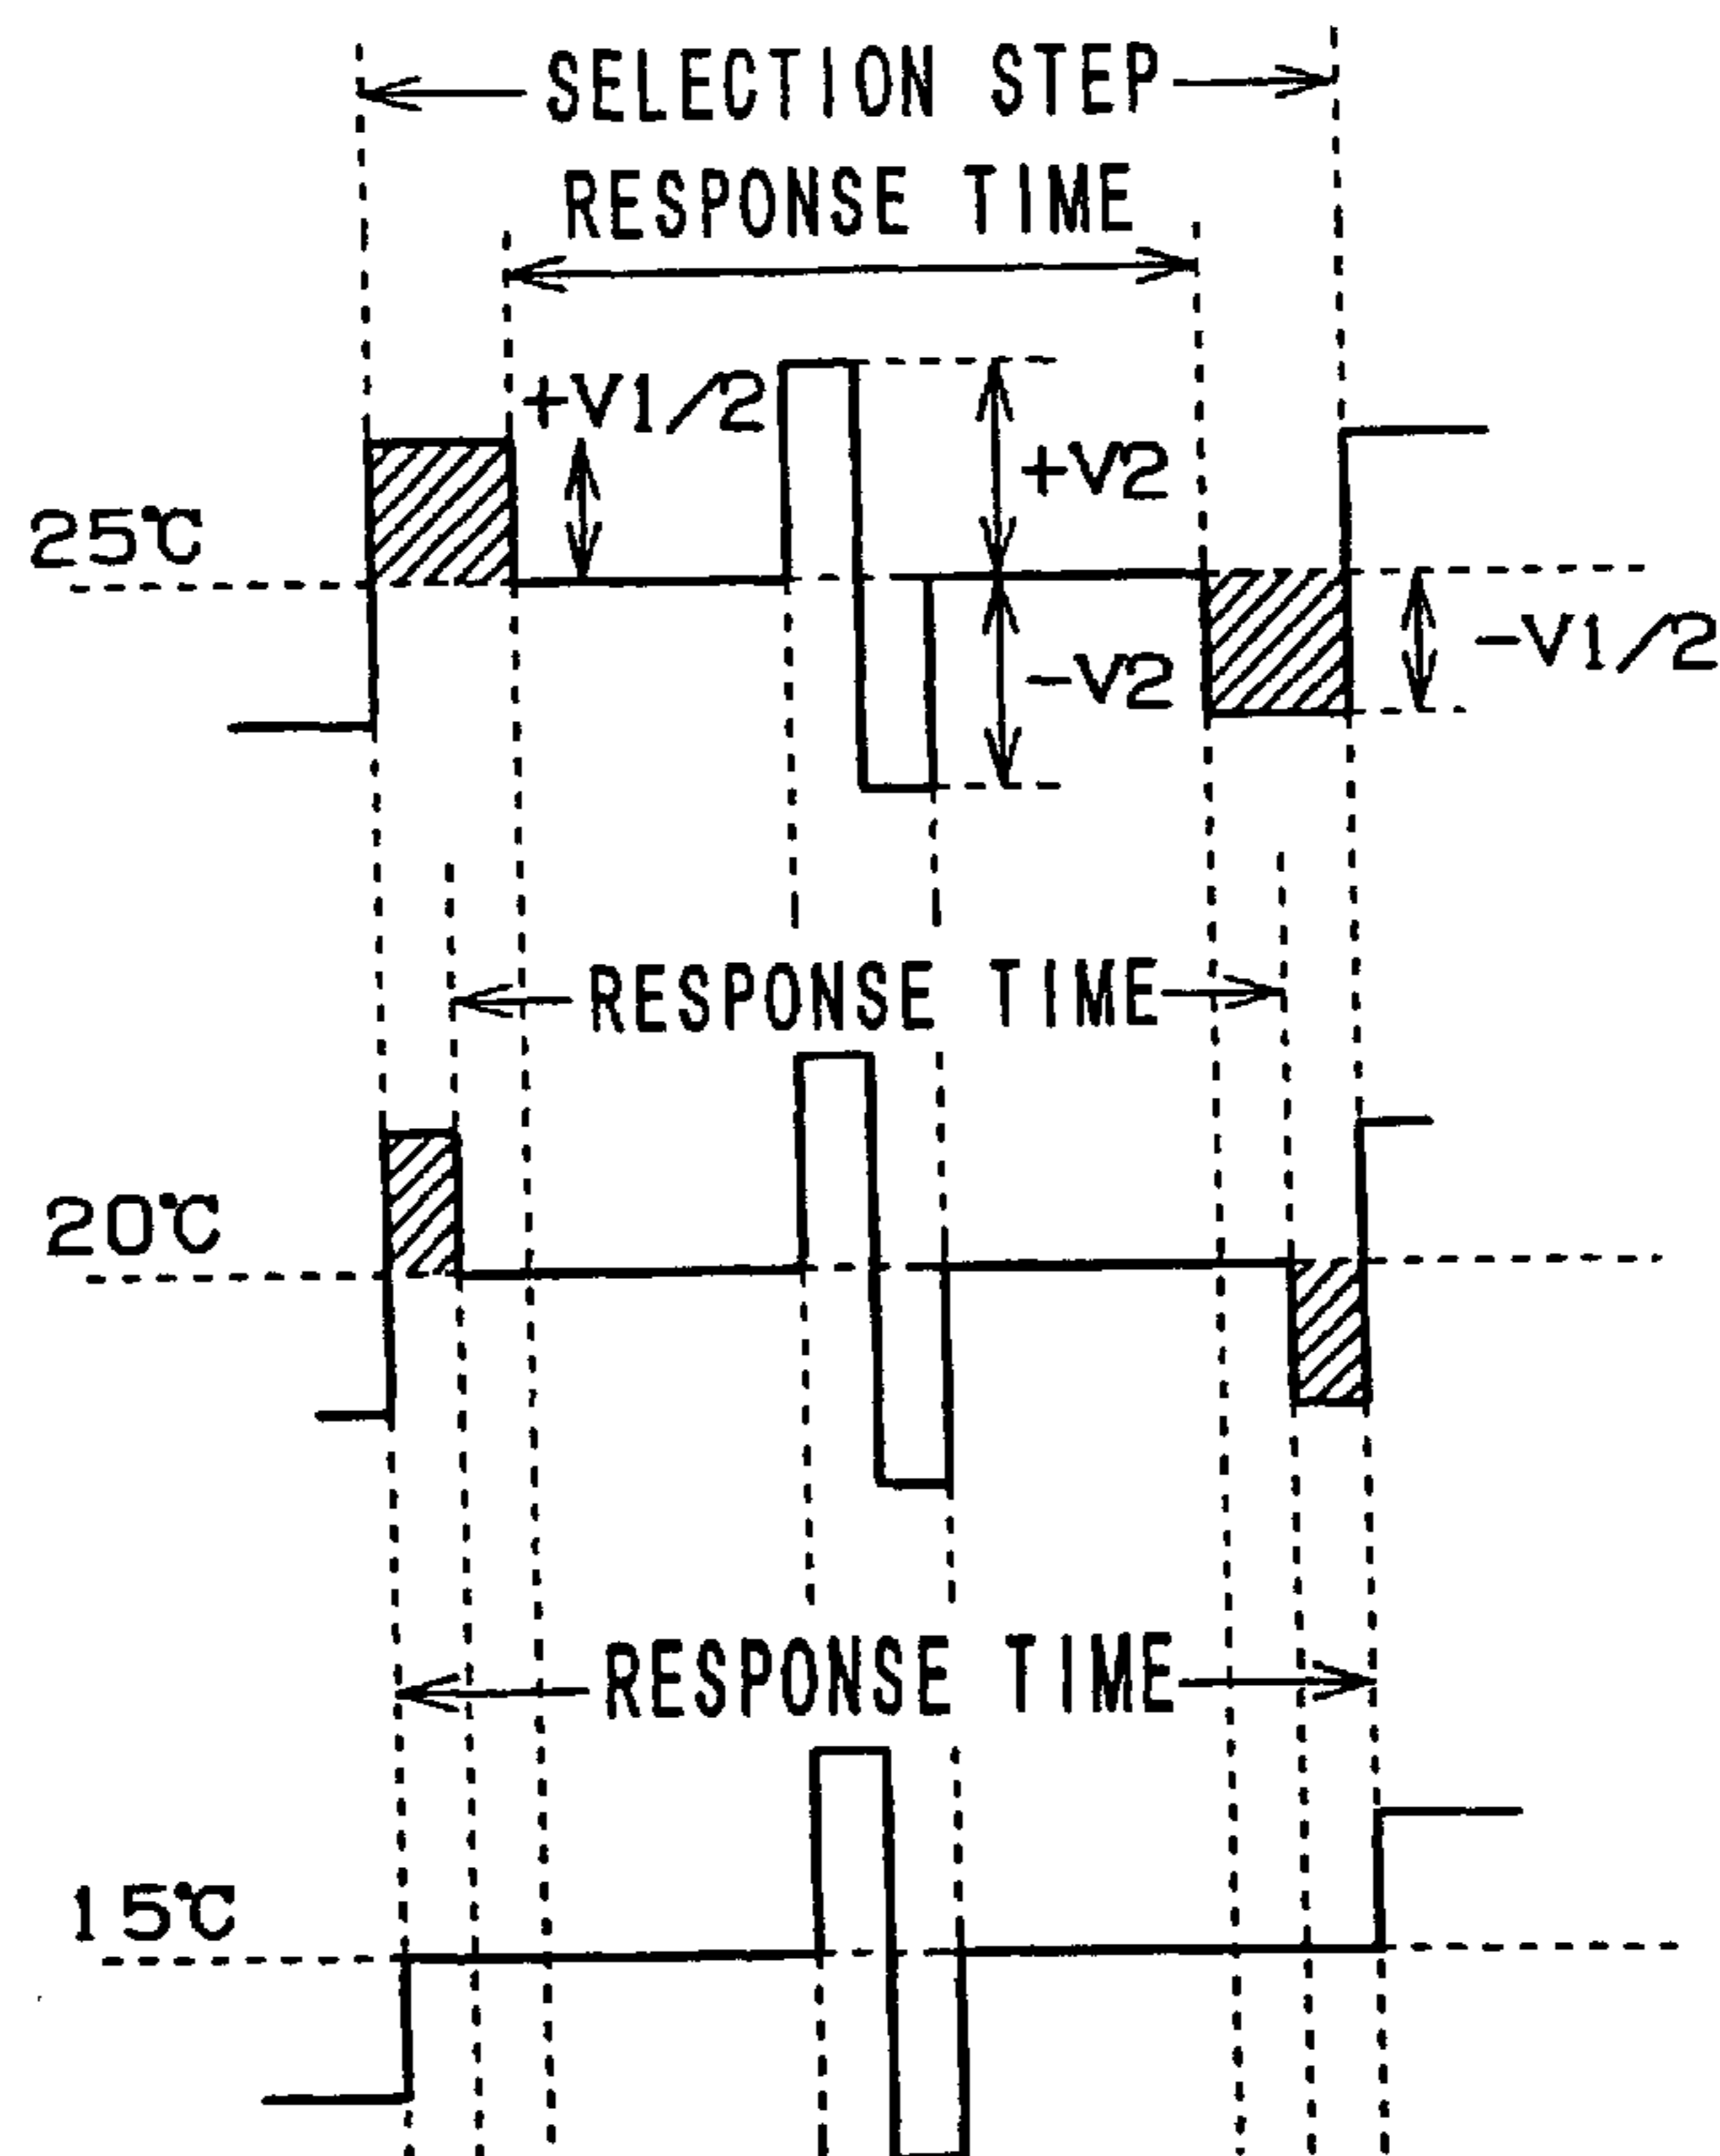 SELECTION STEP
RESPONSE TIME
+V1/2
+V2
25℃
-V1/2
-V2
RESPONSE TIME
20℃
RESPONSE TIME
15℃